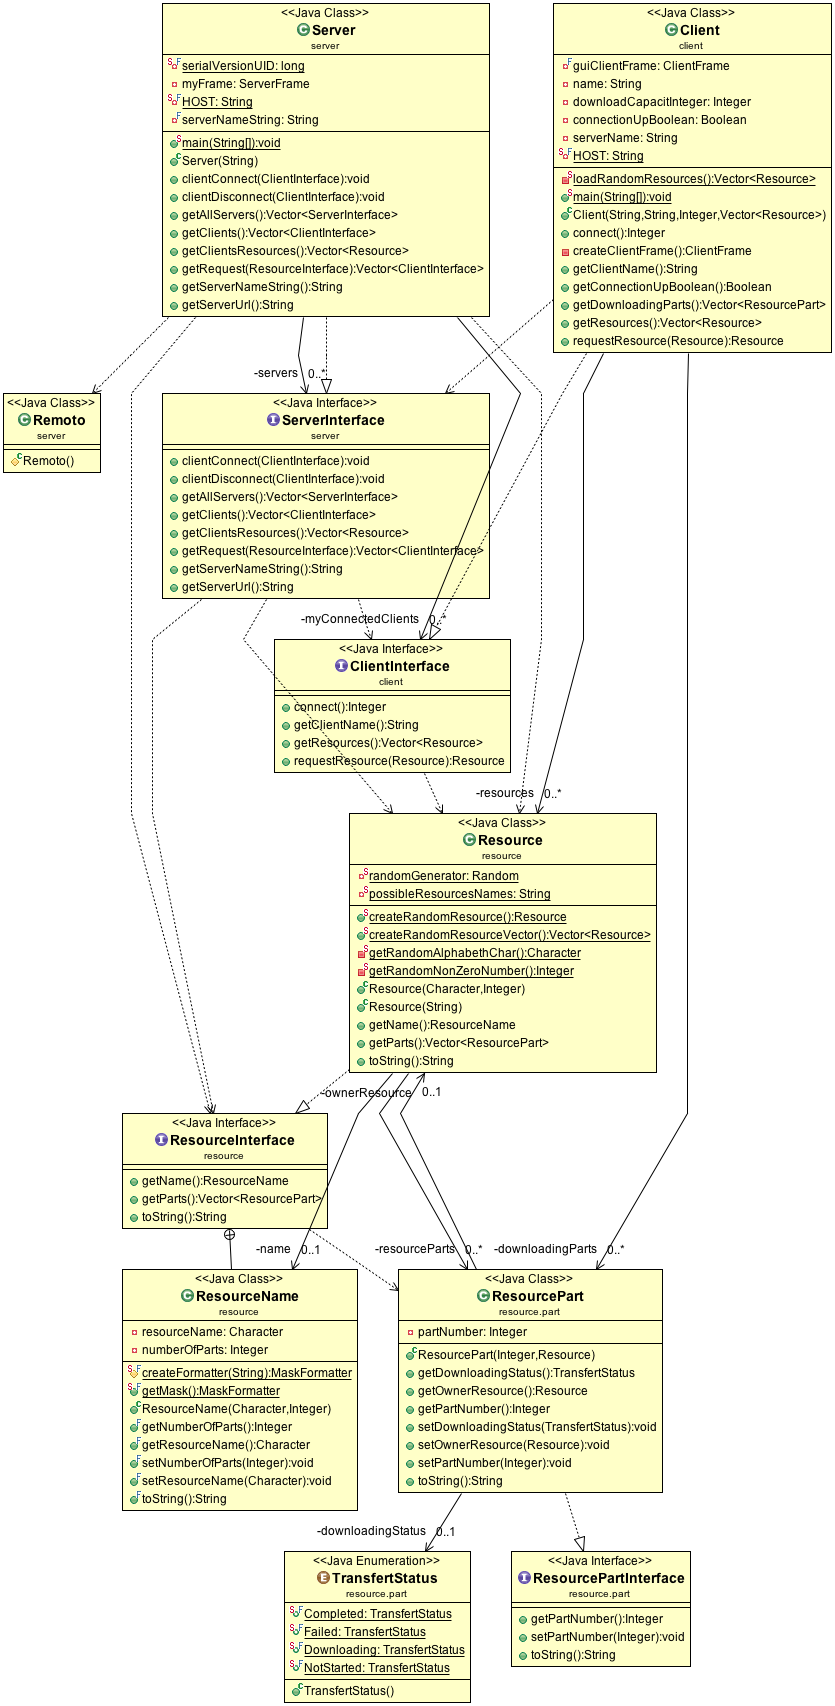 <<Java Class>>
Server
server
serialVersionUID: long
myFrame: ServerFrame
HOST: String
serverNameString: String
main(String[]):void
Server(String)
clientConnect(ClientInterface):void
clientDisconnect(ClientInterface):void
getAllServers():Vector<ServerInterface>
getClients():Vector<ClientInterface>
getClientsResources():Vector<Resource>
getRequest(ResourceInterface):Vector<ClientInterface>
getServerNameString():String
getServerUrl():String
<<Java Class>>
Client
client
guiClientFrame: ClientFrame
name: String
downloadCapacitInteger: Integer
connectionUpBoolean: Boolean
serverName: String
HOST: String
loadRandomResources():Vector<Resource>
main(String[]):void
Client(String,String,Integer,Vector<Resource>)
connect():Integer
createClientFrame():ClientFrame
getClientName():String
getConnectionUpBoolean():Boolean
getDownloadingParts():Vector<ResourcePart>
getResources():Vector<Resource>
requestResource(Resource):Resource
-servers 0..*
<<Java Class>>
Remoto
server
Remoto()
<<Java Interface>>
ServerInterface
server
clientConnect(ClientInterface):void
clientDisconnect(ClientInterface):void
getAllServers():Vector<ServerInterface>
getClients():Vector<ClientInterface>
getClientsResources():Vector<Resource>
getRequest(ResourceInterface):Vector<ClientInterface>
getServerNameString():String
getServerUrl():String
-myConnectedClients 0..*
<<Java Interface>>
ClientInterface
client
connect():Integer
getClientName():String
getResources():Vector<Resource>
requestResource(Resource):Resource
-resources 0..*
<<Java Class>>
Resource
resource
randomGenerator: Random
possibleResourcesNames: String
createRandomResource():Resource
createRandomResourceVector():Vector<Resource>
getRandomAlphabethChar():Character
getRandomNonZeroNumber():Integer
Resource(Character,Integer)
Resource(String)
getName():ResourceName
getParts():Vector<ResourcePart>
toString():String
-ownerResource 0..1
<<Java Interface>>
ResourceInterface
resource
getName():ResourceName
getParts():Vector<ResourcePart>
toString():String
-name 0..1
-resourceParts 0..*
-downloadingParts 0..*
<<Java Class>>
ResourceName
resource
resourceName: Character
numberOfParts: Integer
createFormatter(String):MaskFormatter
getMask():MaskFormatter
ResourceName(Character,Integer)
getNumberOfParts():Integer
getResourceName():Character
setNumberOfParts(Integer):void
setResourceName(Character):void
toString():String
<<Java Class>>
ResourcePart
resource.part
partNumber: Integer
ResourcePart(Integer,Resource)
getDownloadingStatus():TransfertStatus
getOwnerResource():Resource
getPartNumber():Integer
setDownloadingStatus(TransfertStatus):void
setOwnerResource(Resource):void
setPartNumber(Integer):void
toString():String
-downloadingStatus 0..1
<<Java Enumeration>>
TransfertStatus
resource.part
Completed: TransfertStatus
Failed: TransfertStatus
Downloading: TransfertStatus
NotStarted: TransfertStatus
TransfertStatus()
<<Java Interface>>
ResourcePartInterface
resource.part
getPartNumber():Integer
setPartNumber(Integer):void
toString():String